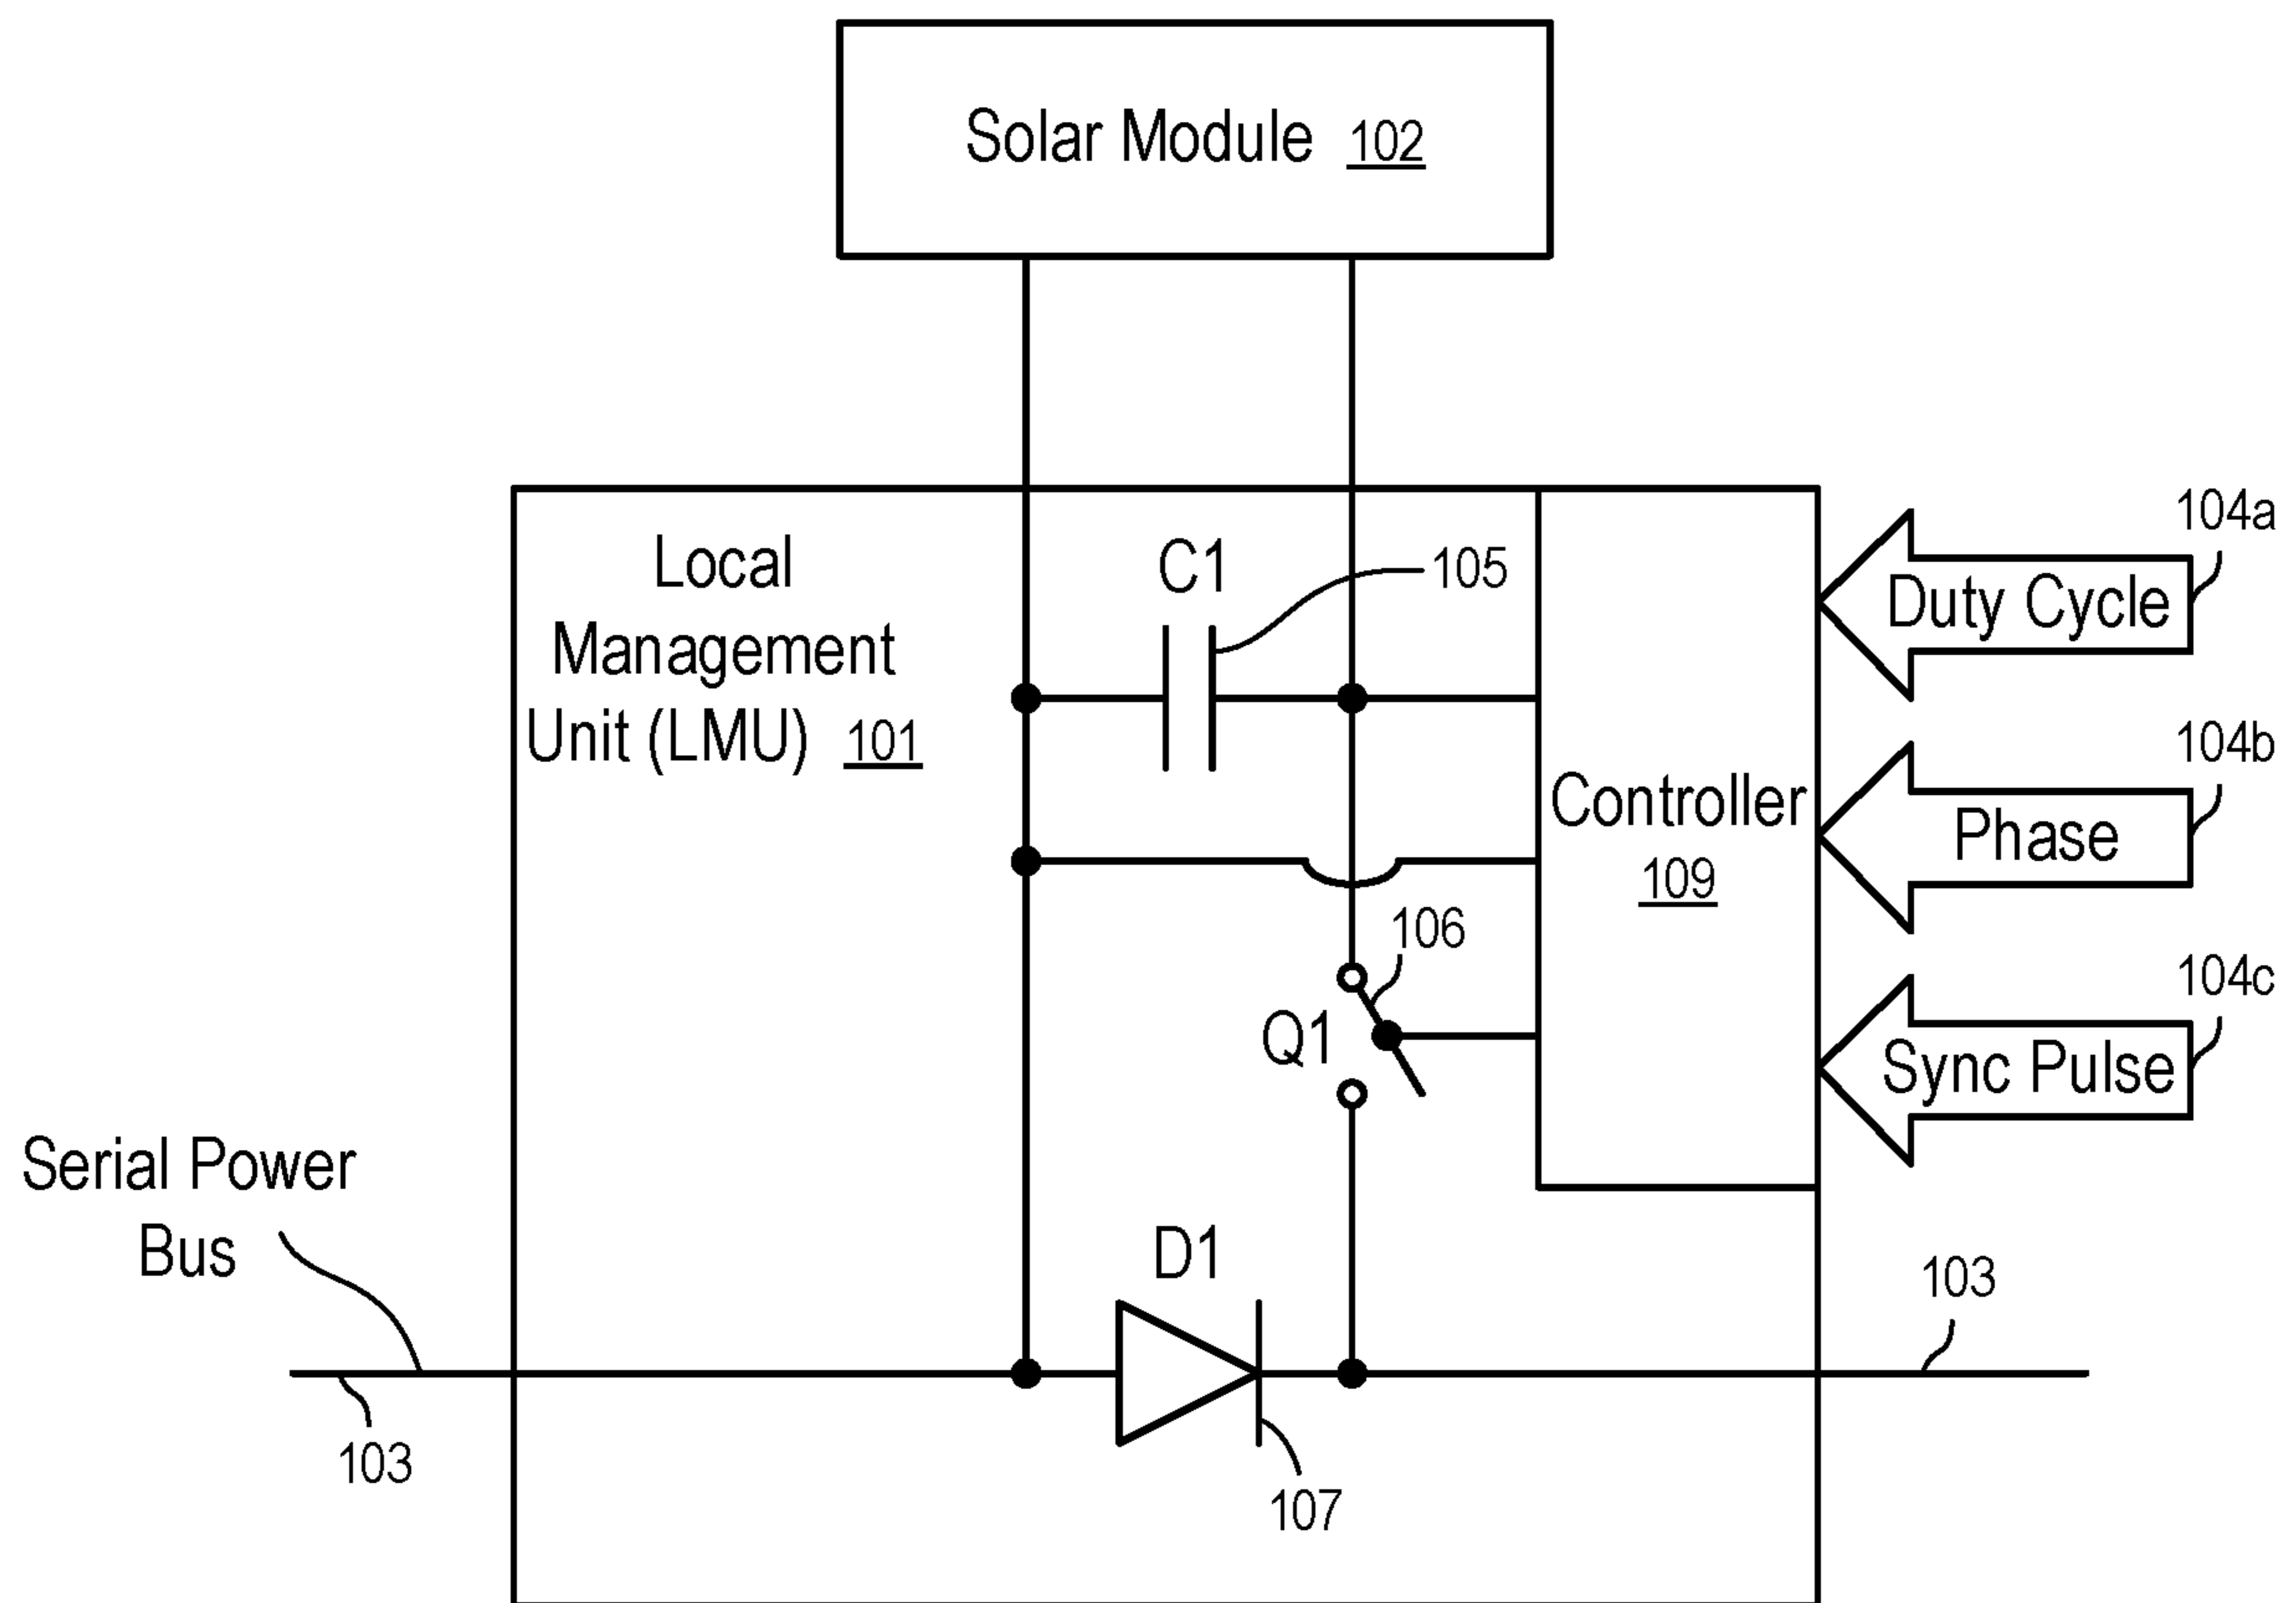 Solar Module 102
Local
Management
Unit (LMU) 101
C1
105
Controller
109
Duty Cycle
104a
Phase
104b
Sync Pulse
104c
106
Q1
Serial Power
Bus
103
D1
107
103